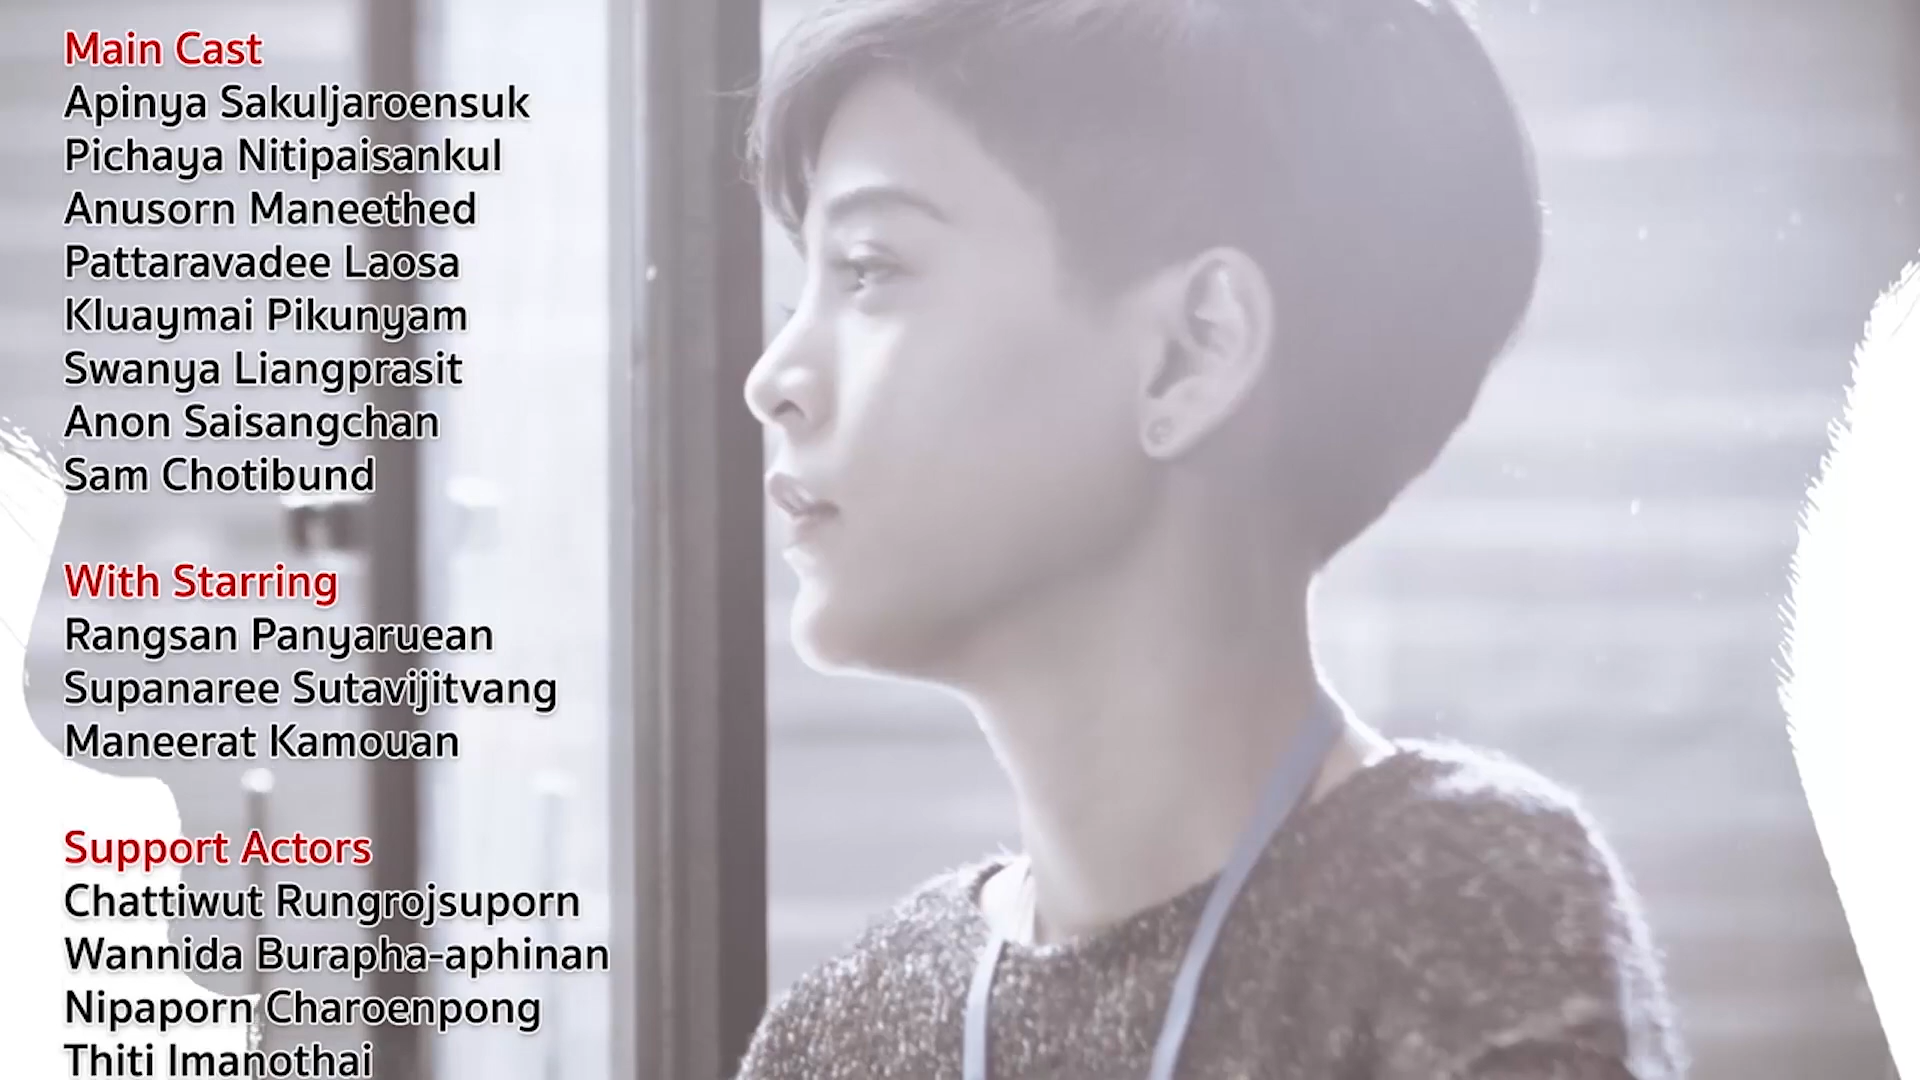 Main Cast
Apinya Sakuljaroensuk
Pichaya Nitipaisankul
Anusorn Maneethed
Pattaravadee Laosa
Kluaymai Pikunyam
Swanya Liangprasit
Anon Saisangchan
Sam Chotibund
With Starring
Rangsan Panyaruean
Supanaree Sutavijitvang
Maneerat Kamouan
Support Actors
Chattiwut Rungrojsuporn
Wannida Burapha-aphinan
Nipaporn Charoenpong
Thiti Imanothai